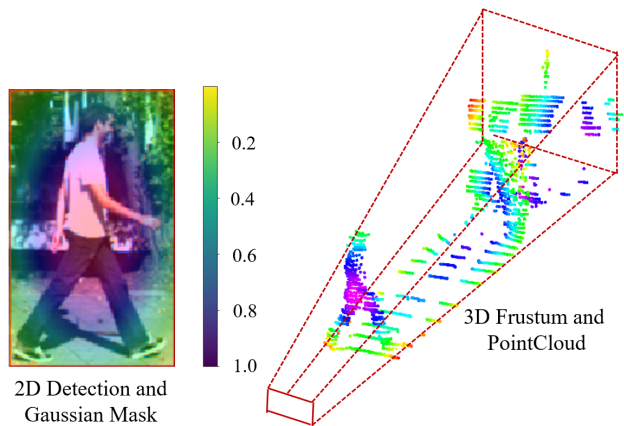 0.2
0.4
0.6
0.8
1.0
2D Detection and
Gaussian Mask
3D Frustum and
PointCloud